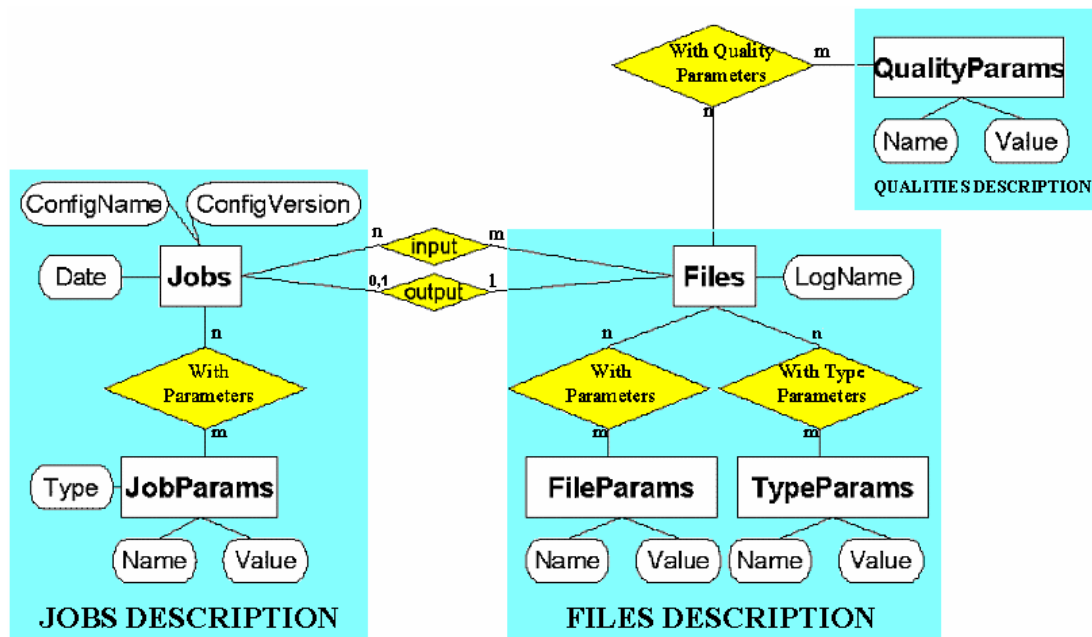 With Quality
Parameters
m
n
QualityParams
Name
Value
QUALITIES DESCRIPTION
ConfigName
ConfigVersion
Date
Jobs
n
input
m
0,1
output
1
Files
LogName
n
With
Parameters
m
Type
JobParams
Name
Value
JOBS DESCRIPTION
n
With
Parameters
m
n
With Type
Parameters
m
FileParams
Name
Value
TypeParams
Name
Value
FILES DESCRIPTION